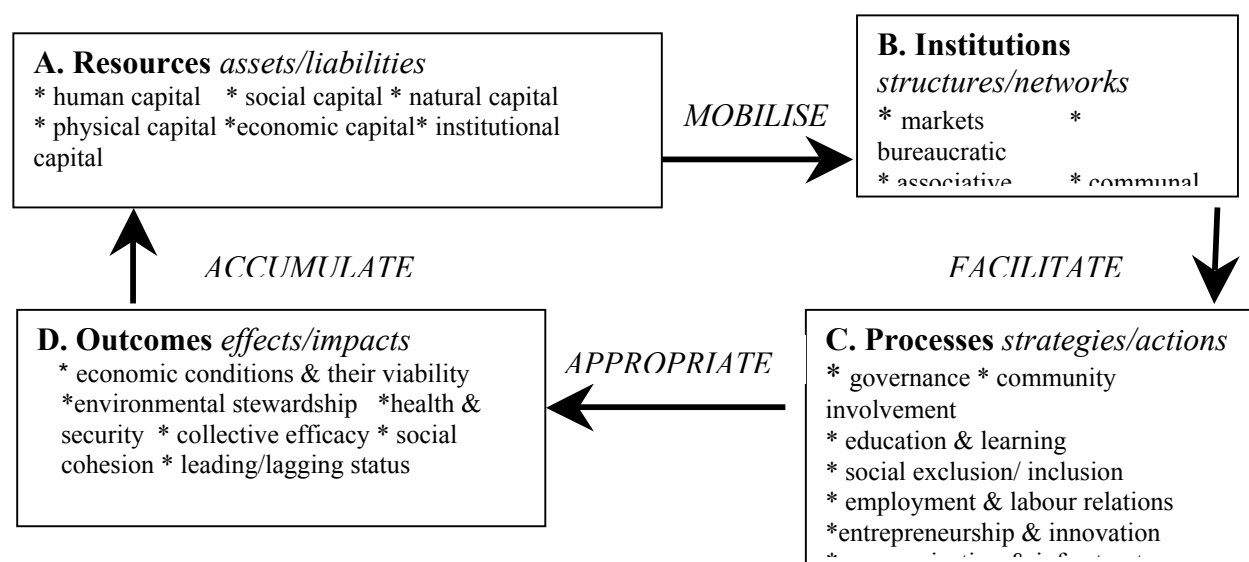 A. Resources assets/liabilities
* human capital * social capital * natural capital
* physical capital *economic capital* institutional
capital
MOBILISE
B. Institutions
structures/networks
* markets *
bureaucratic
* associative * communal
ACCUMULATE
FACILITATE
D. Outcomes effects/impacts
* economic conditions & their viability
*environmental stewardship *health &
security * collective efficacy * social
cohesion * leading/lagging status
APPROPRIATE
C. Processes strategies/actions
* governance * community
involvement
* education & learning
* social exclusion/ inclusion
* employment & labour relations
*entrepreneurship & innovation